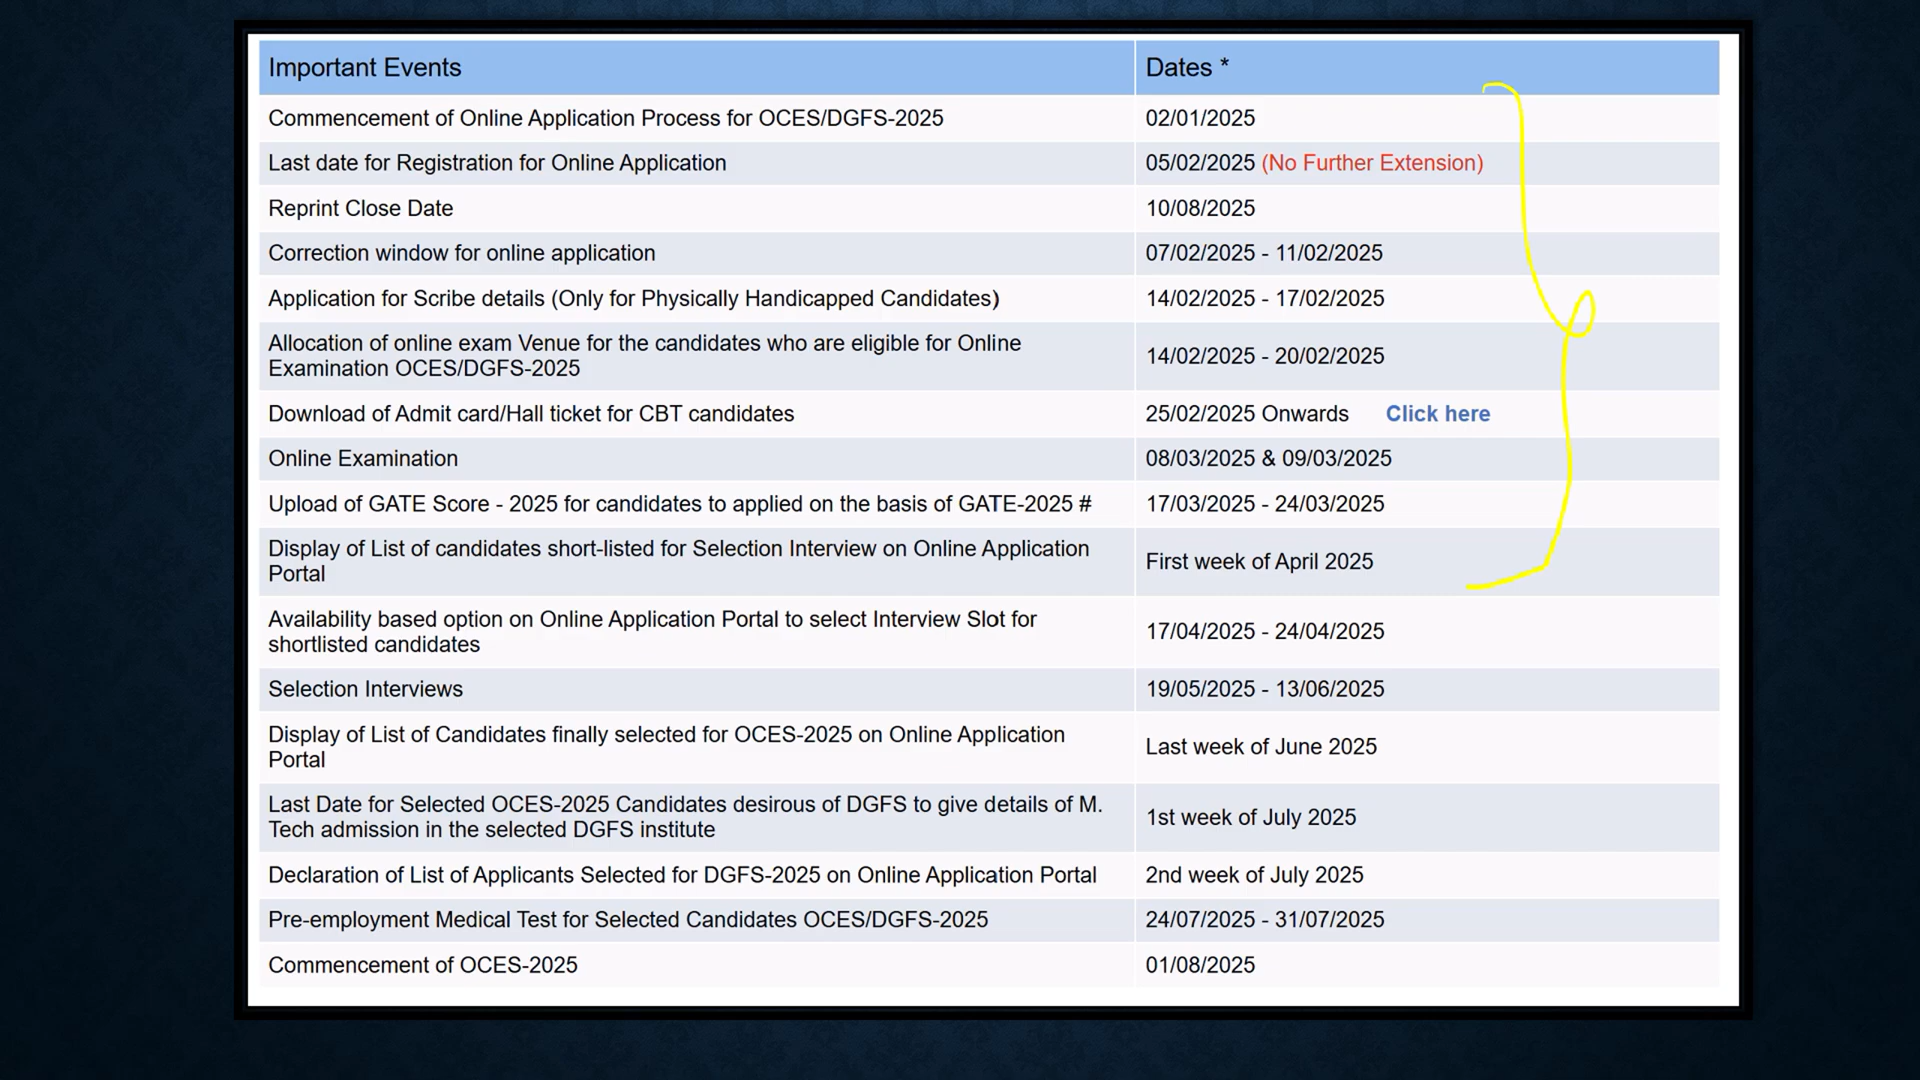 Important Events
Dates *
Commencement of Online Application Process for OCES/DGFS-2025
02/01/2025
Last date for Registration for Online Application
05/02/2025 (No Further Extension)
Reprint Close Date
10/08/2025
Correction window for online application
07/02/2025 - 11/02/2025
Application for Scribe details (Only for Physically Handicapped Candidates)
14/02/2025 - 17/02/2025
Allocation of online exam Venue for the candidates who are eligible for Online
Examination OCES/DGFS-2025
14/02/2025 - 20/02/2025
Download of Admit card/Hall ticket for CBT candidates
25/02/2025 Onwards Click here
Online Examination
08/03/2025 & 09/03/2025
Upload of GATE Score - 2025 for candidates to applied on the basis of GATE-2025 #
17/03/2025 - 24/03/2025
Display of List of candidates short-listed for Selection Interview on Online Application
Portal
First week of April 2025
Availability based option on Online Application Portal to select Interview Slot for
shortlisted candidates
17/04/2025 - 24/04/2025
Selection Interviews
19/05/2025 - 13/06/2025
Display of List of Candidates finally selected for OCES-2025 on Online Application
Portal
Last week of June 2025
Last Date for Selected OCES-2025 Candidates desirous of DGFS to give details of M.
Tech admission in the selected DGFS institute
1st week of July 2025
Declaration of List of Applicants Selected for DGFS-2025 on Online Application Portal
2nd week of July 2025
Pre-employment Medical Test for Selected Candidates OCES/DGFS-2025
24/07/2025 - 31/07/2025
Commencement of OCES-2025
01/08/2025